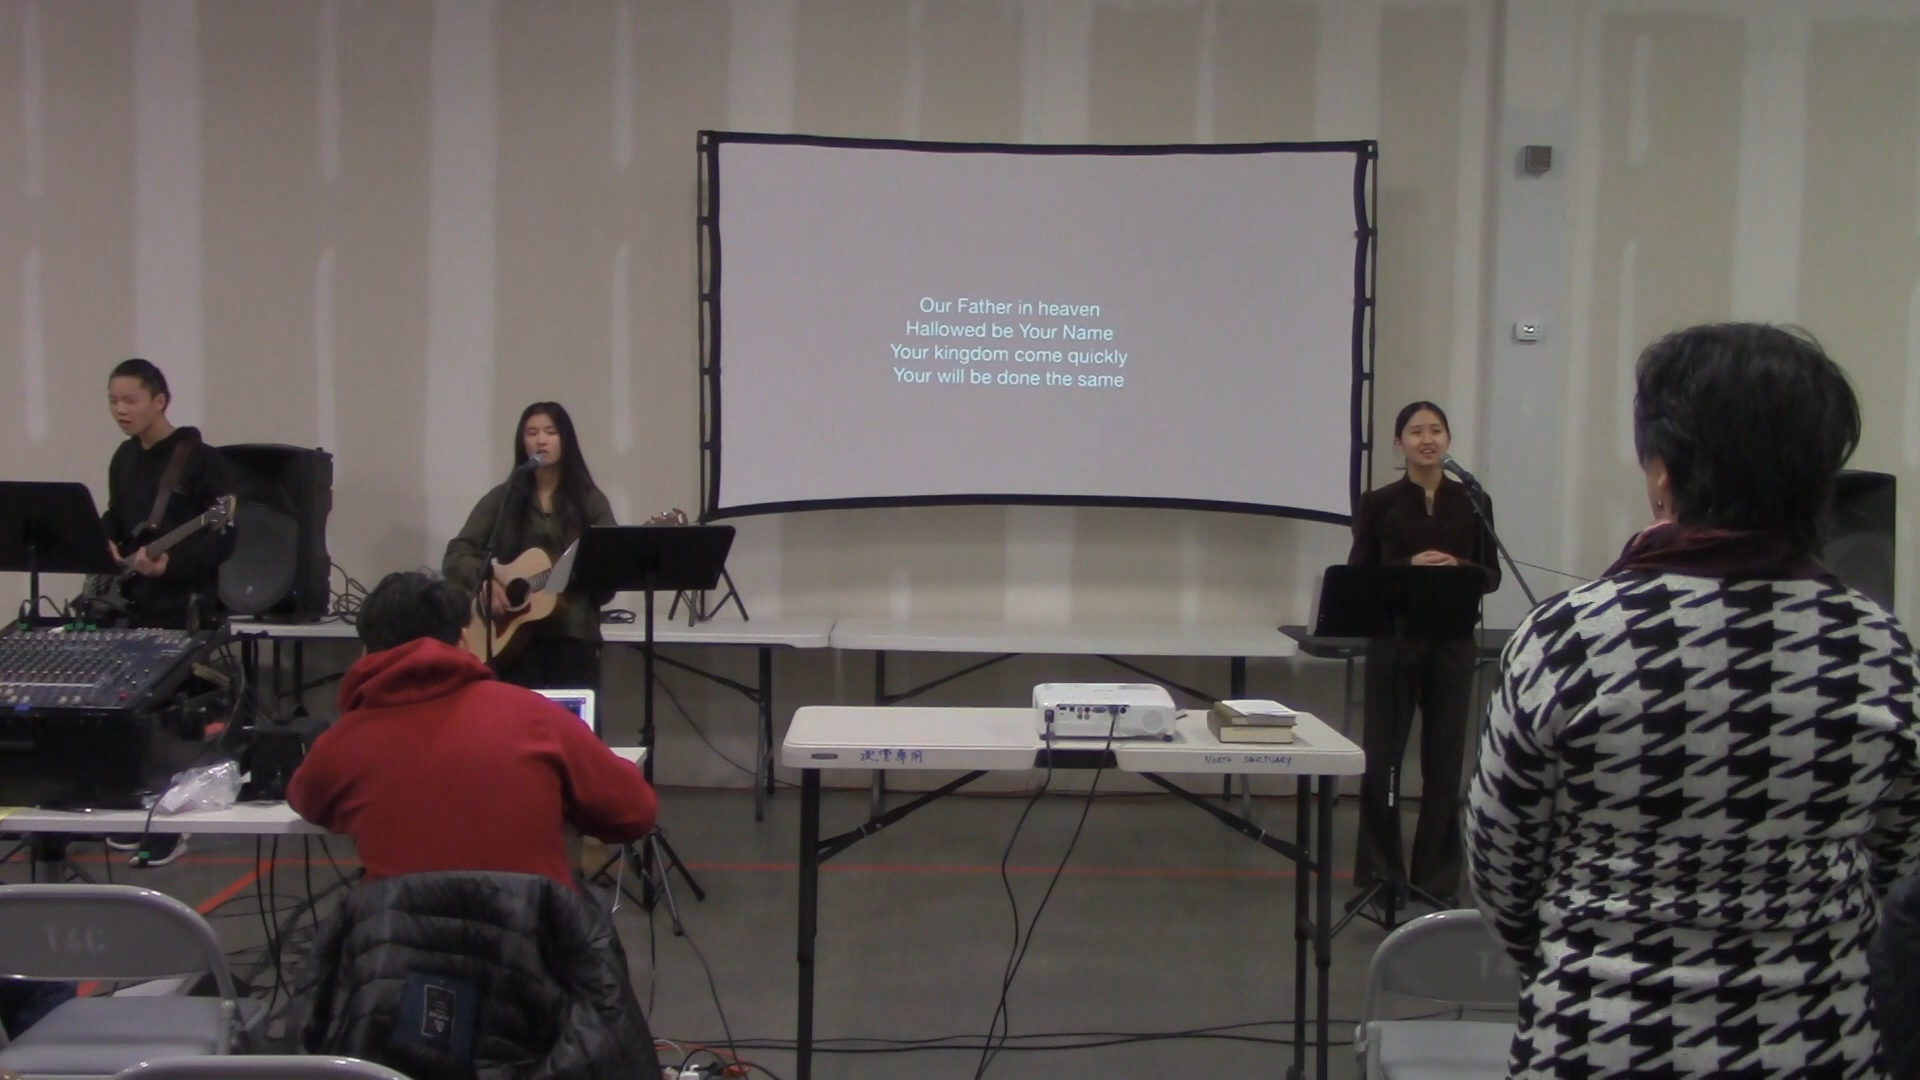 Our Father in heaven
Hallowed be Your Name
Your kingdom come quickly
Your will be done the same
NORTH SANCTUARY
T4C